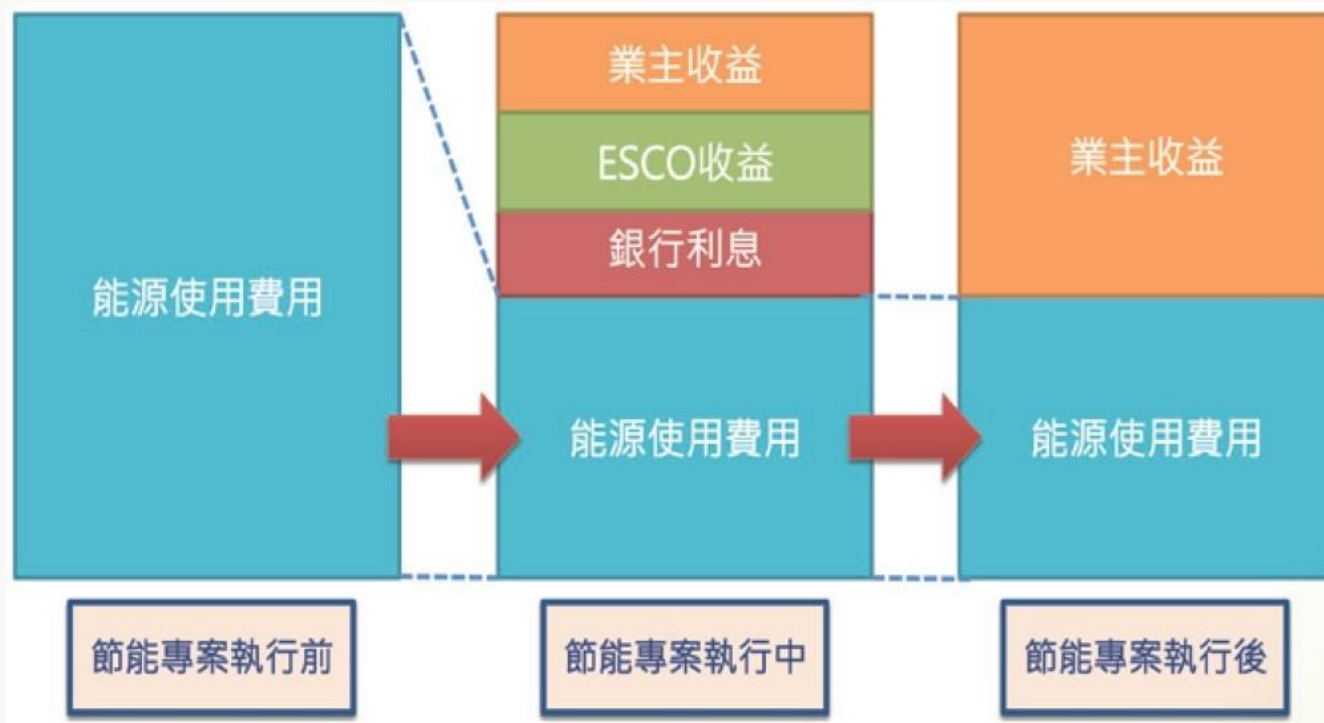 能源使用費用
業主收益
ESCO收益
銀行利息
能源使用費用
業主收益
能源使用費用
節能專案執行前
節能專案執行中
節能專案執行後